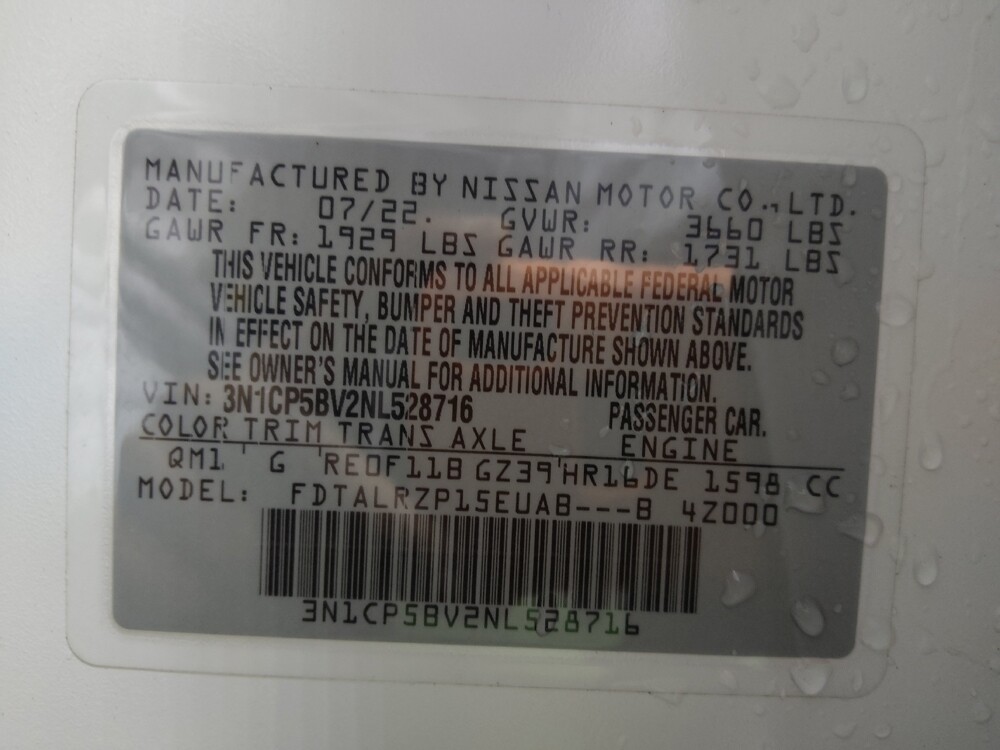 MANUFACTURED BY NISSAN MOTOR CO., LTD.
DATE: 07/22. GVWR: 3660 LBS
GAWR FR: 1929 LBS GAWR RR: 1731 LBS
THIS VEHICLE CONFORMS TO ALL APPLICABLE FEDERAL MOTOR
VEHICLE SAFETY, BUMPER AND THEFT PREVENTION STANDARDS
IN EFFECT ON THE DATE OF MANUFACTURE SHOWN ABOVE.
SEE OWNER'S MANUAL FOR ADDITIONAL INFORMATION.
VIN: 3N1CP5BV2NL528716 PASSENGER CAR.
COLOR TRIM TRANS AXLE ENGINE
QM1 ' G ' RE0F11B GZ39'HR16DE 1598 CC
MODEL: FDTALRZP15EUAB---B 4Z000
3N1CP5BV2NL528716